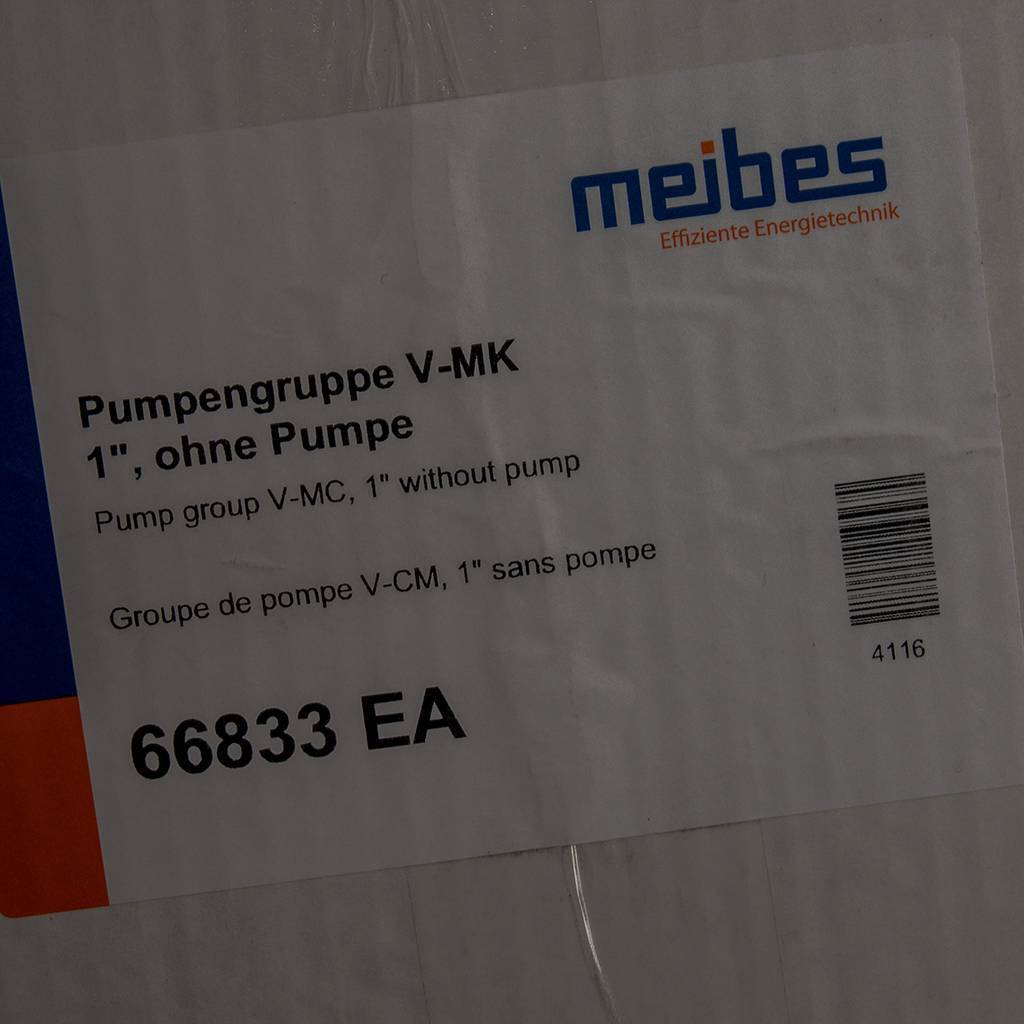 meibes
Effiziente Energietechnik
Pumpengruppe V-MK
1", ohne Pumpe
Pump group V-MC, 1" without pump
Groupe de pompe V-CM, 1" sans pompe
4116
66833 EA